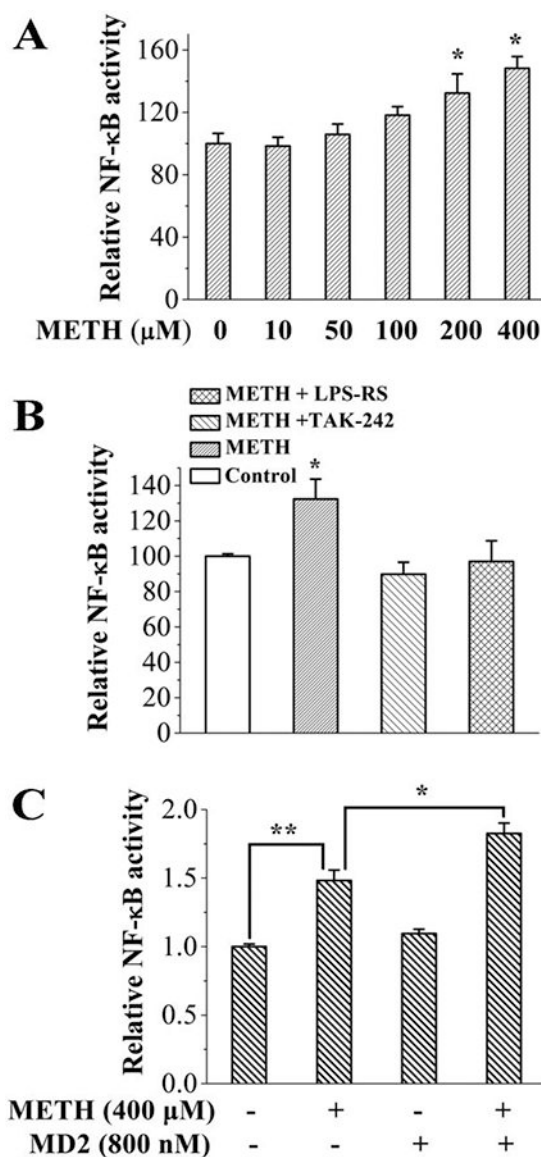 A
Relative NF-κB activity
160
120
80
40
0
* *
METH (μM) 0 10 50 100 200 400
B
METH + LPS-RS
METH +TAK-242
METH
Control
*
Relative NF-κB activity
140
120
100
80
60
40
20
0
C
Relative NF-κB activity
2.0
1.5
1.0
0.5
0.0
** *
METH (400 μM) - + - +
MD2 (800 nM) - - + +